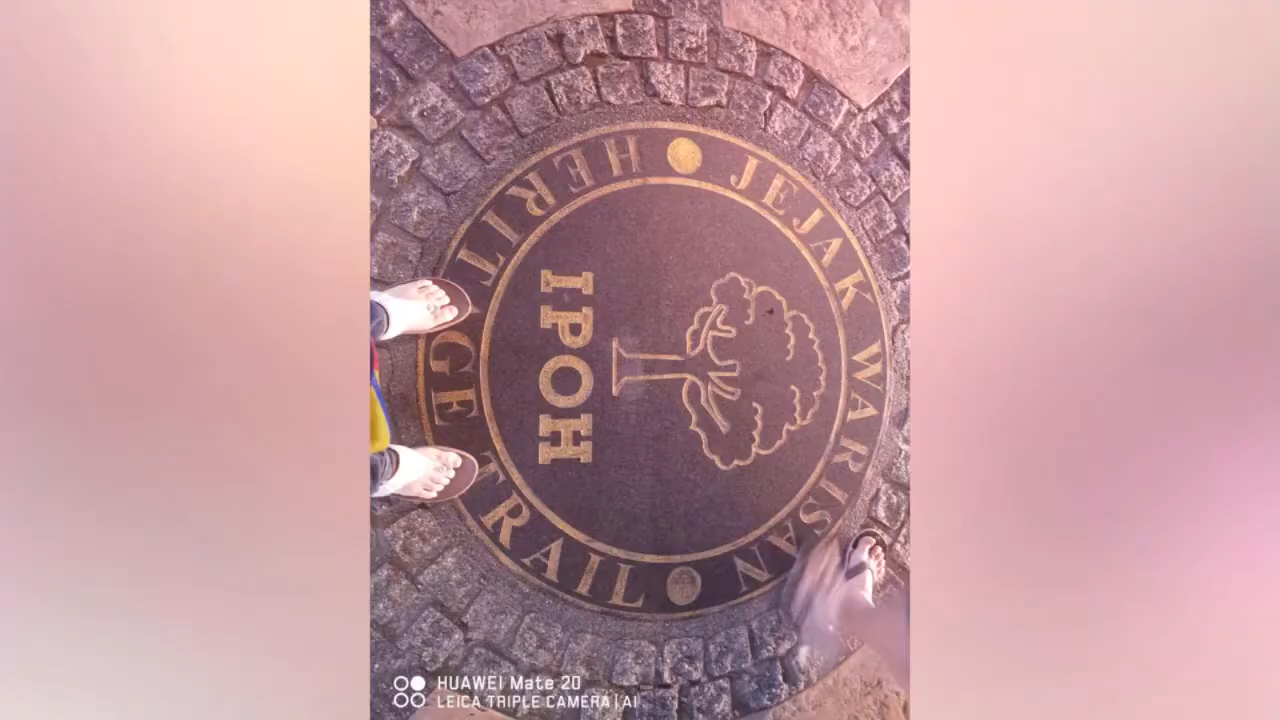 JEJAK WARISAN
IPOH
HERITAGE TRAIL
HUAWEI Mate 20
LEICA TRIPLE CAMERA | AI